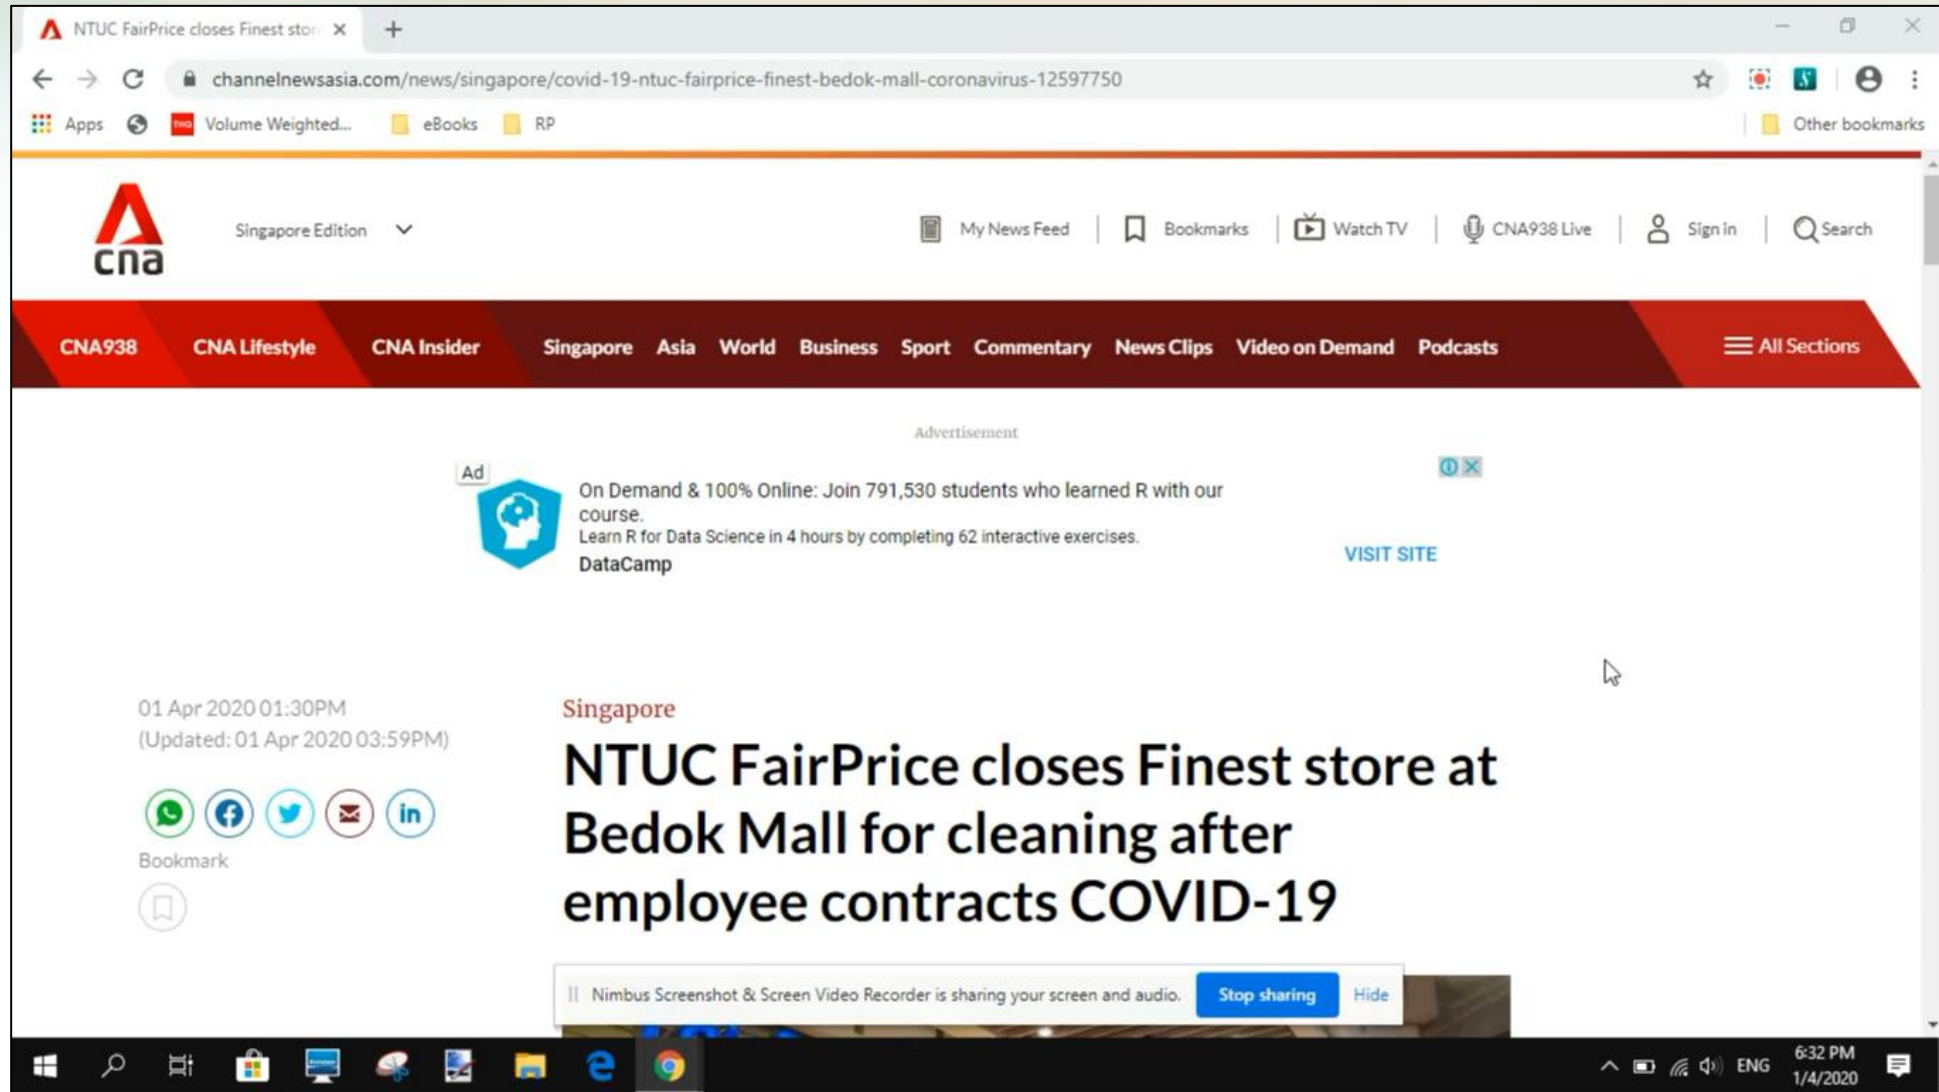 NTUC FairPrice closes Finest stor
channelnewsasia.com/news/singapore/covid-19-ntuc-fairprice-finest-bedok-mall-coronavirus-12597750
Apps Volume Weighted... eBooks RP Other bookmarks
cna
Singapore Edition My News Feed Bookmarks Watch TV CNA938 Live Sign in Search
CNA938 CNA Lifestyle CNA Insider Singapore Asia World Business Sport Commentary News Clips Video on Demand Podcasts All Sections
Advertisement
Ad
On Demand & 100% Online: Join 791,530 students who learned R with our
course.
Learn R for Data Science in 4 hours by completing 62 interactive exercises.
DataCamp
VISIT SITE
01 Apr 2020 01:30PM
(Updated: 01 Apr 2020 03:59PM)
Bookmark
Singapore
NTUC FairPrice closes Finest store at
Bedok Mall for cleaning after
employee contracts COVID-19
Nimbus Screenshot & Screen Video Recorder is sharing your screen and audio. Stop sharing Hide
ENG
6:32 PM
1/4/2020